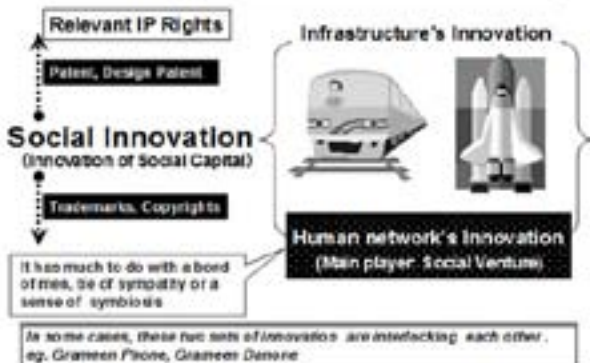 Relevant IP Rights
Patent, Design Patent
Social Innovation
(Innovation of Social Capital)
Trademarks, Copyrights
Infrastructure's Innovation
Human network's Innovation
(Main player: Social Venture)
It has much to do with a bond
of men, tie of sympathy or a
sense of symbiosis
In some cases, these two sets of innovation are interlocking each other.
eg. Grameen Phone, Grameen Danone